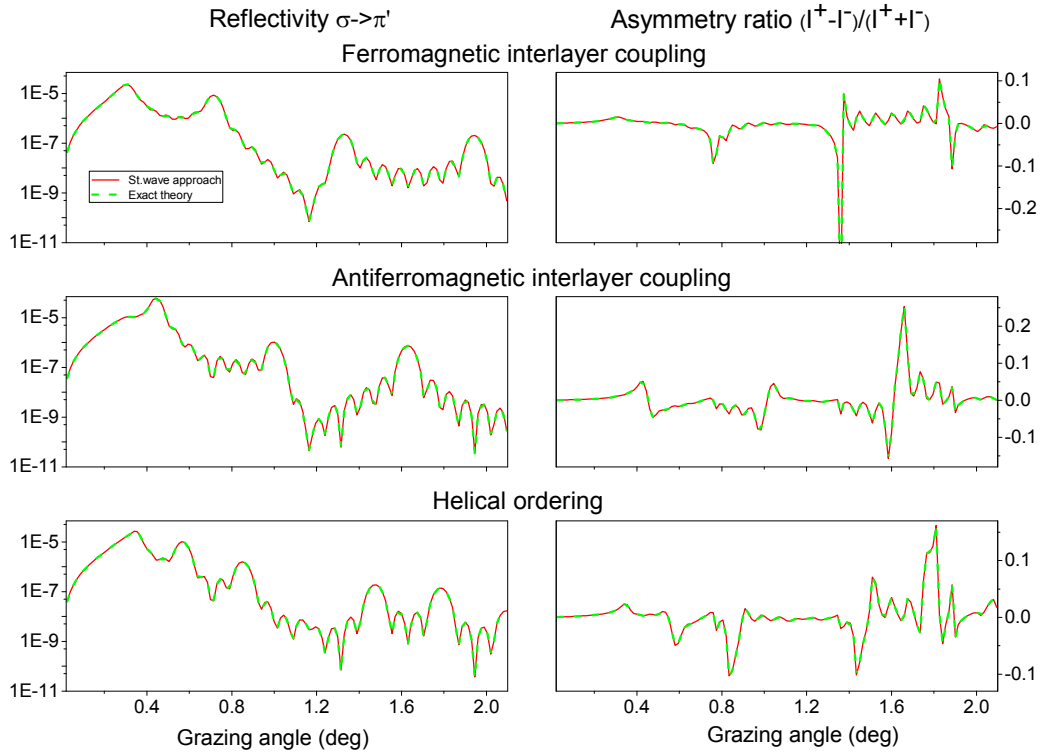 Reflectivity σ->π'
Asymmetry ratio (I⁺-I⁻)/(I⁺+I⁻)
Ferromagnetic interlayer coupling
1E-5
1E-7
1E-9
1E-11
St.wave approach
Exact theory
0.1
0.0
-0.1
-0.2
Antiferromagnetic interlayer coupling
1E-5
1E-7
1E-9
1E-11
0.2
0.1
0.0
-0.1
Helical ordering
1E-5
1E-7
1E-9
1E-11
0.1
0.0
-0.1
0.4 0.8 1.2 1.6 2.0
0.4 0.8 1.2 1.6 2.0
Grazing angle (deg)
Grazing angle (deg)